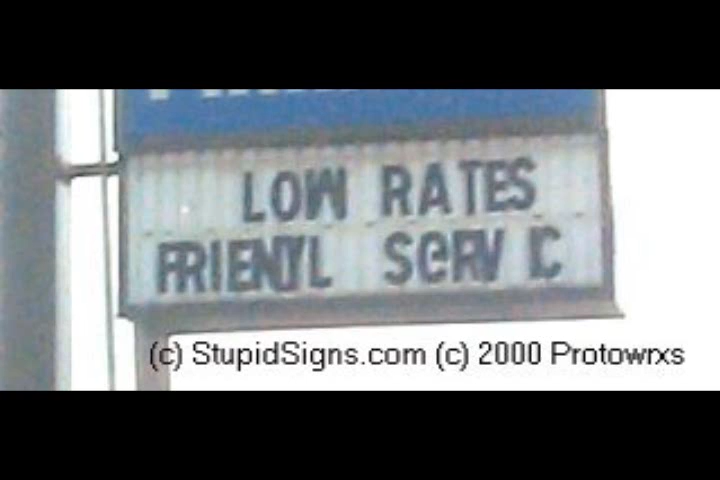 LOW RATES
FRIENYL SeRV IC
(c) StupidSigns.com (c) 2000 Protowrxs